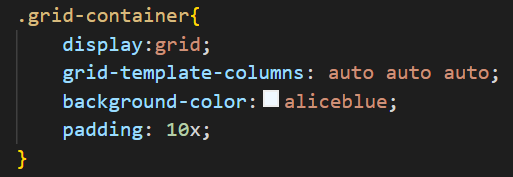 .grid-container{
    display:grid;
    grid-template-columns: auto auto auto;
    background-color: aliceblue;
    padding: 10x;
}